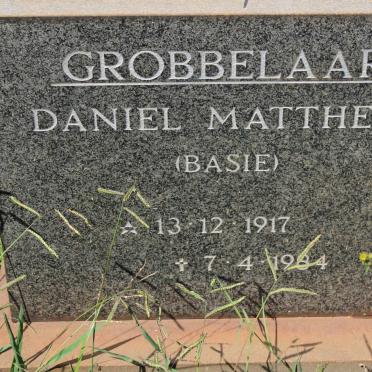 GROBBELAAR
DANIEL MATTHE
(BASIE)
☆ 13·12·1917
✝ 7·4·1984